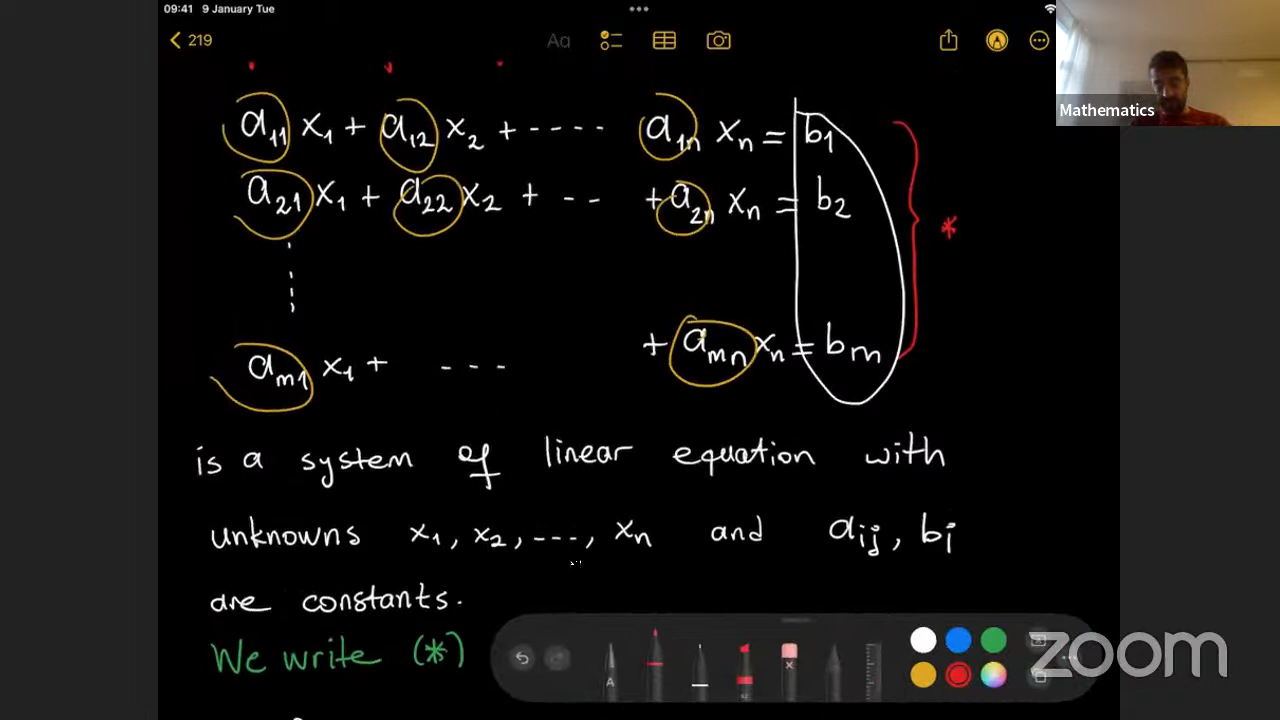 09:41 9 January Tue
219
Aa
Mathematics
a11 x1 + a12 x2 + ---- a1n xn = b1
a21 x1 + a22 x2 + -- + a2n xn = b2
*
am1 x1 + --- + amn xn = bm
is a system of linear equation with
unknowns x1, x2, ---, xn and aij, bi
are constants.
We write (*)
A
zoom